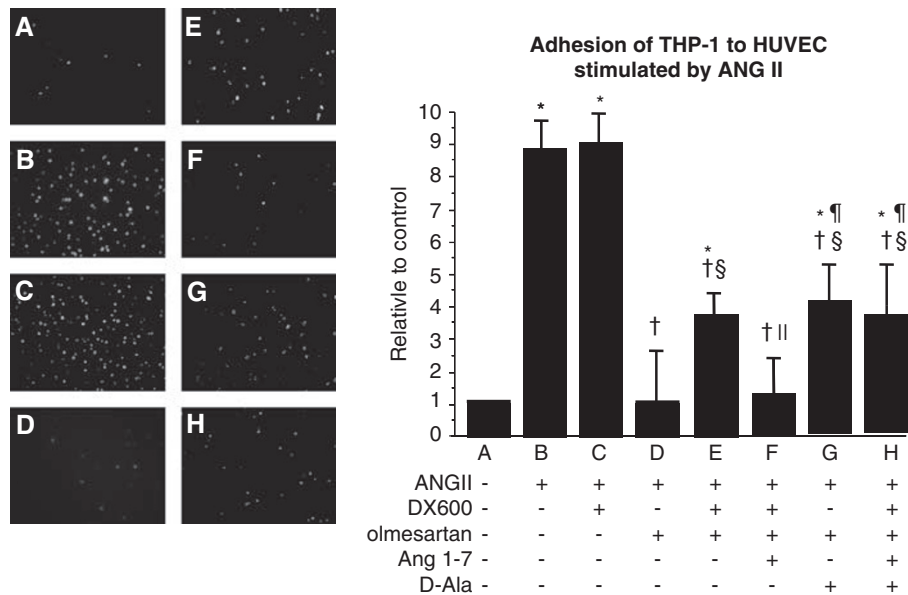 A
E
B
F
C
G
D
H
Adhesion of THP-1 to HUVEC
stimulated by ANG II
Relativle to control
10
9
8
7
6
5
4
3
2
1
0
* * † * †§ † || * ¶ † § * ¶ †§
A B C D E F G H
ANGII - + + + + + + +
DX600 - - + - + + - +
olmesartan - - - + + + + +
Ang 1-7 - - - - - + - +
D-Ala - - - - - - + +